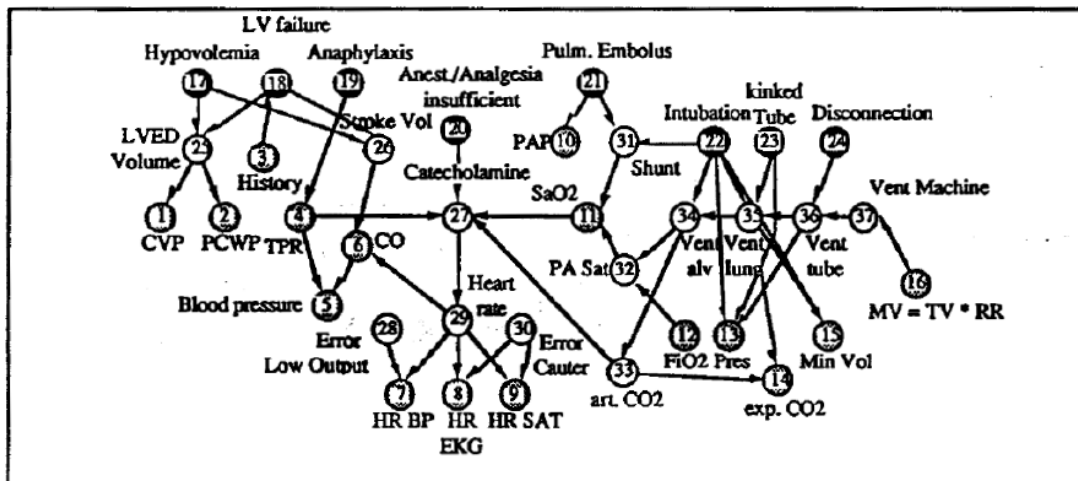 LV failure
Hypovolemia
Anaphylaxis
Pulm. Embolus
Anest./Analgesia
insufficient
kinked
Tube
Intubation
Disconnection
17
18
19
20
21
22
23
24
LVED
Volume
25
3
History
Stroke Vol
26
PAP
10
31
Shunt
Catecholamine
SaO2
Vent Machine
1
2
4
27
11
34
35
36
37
CVP
PCWP
TPR
6
CO
PA Sat
32
Vent
alv
Vent
lung
Vent
tube
16
MV = TV * RR
Blood pressure
5
Heart
rate
28
29
30
Error
Low Output
Error
Cauter
12
13
15
FiO2
Pres
Min Vol
33
14
art. CO2
exp. CO2
7
8
9
HR BP
HR
EKG
HR SAT